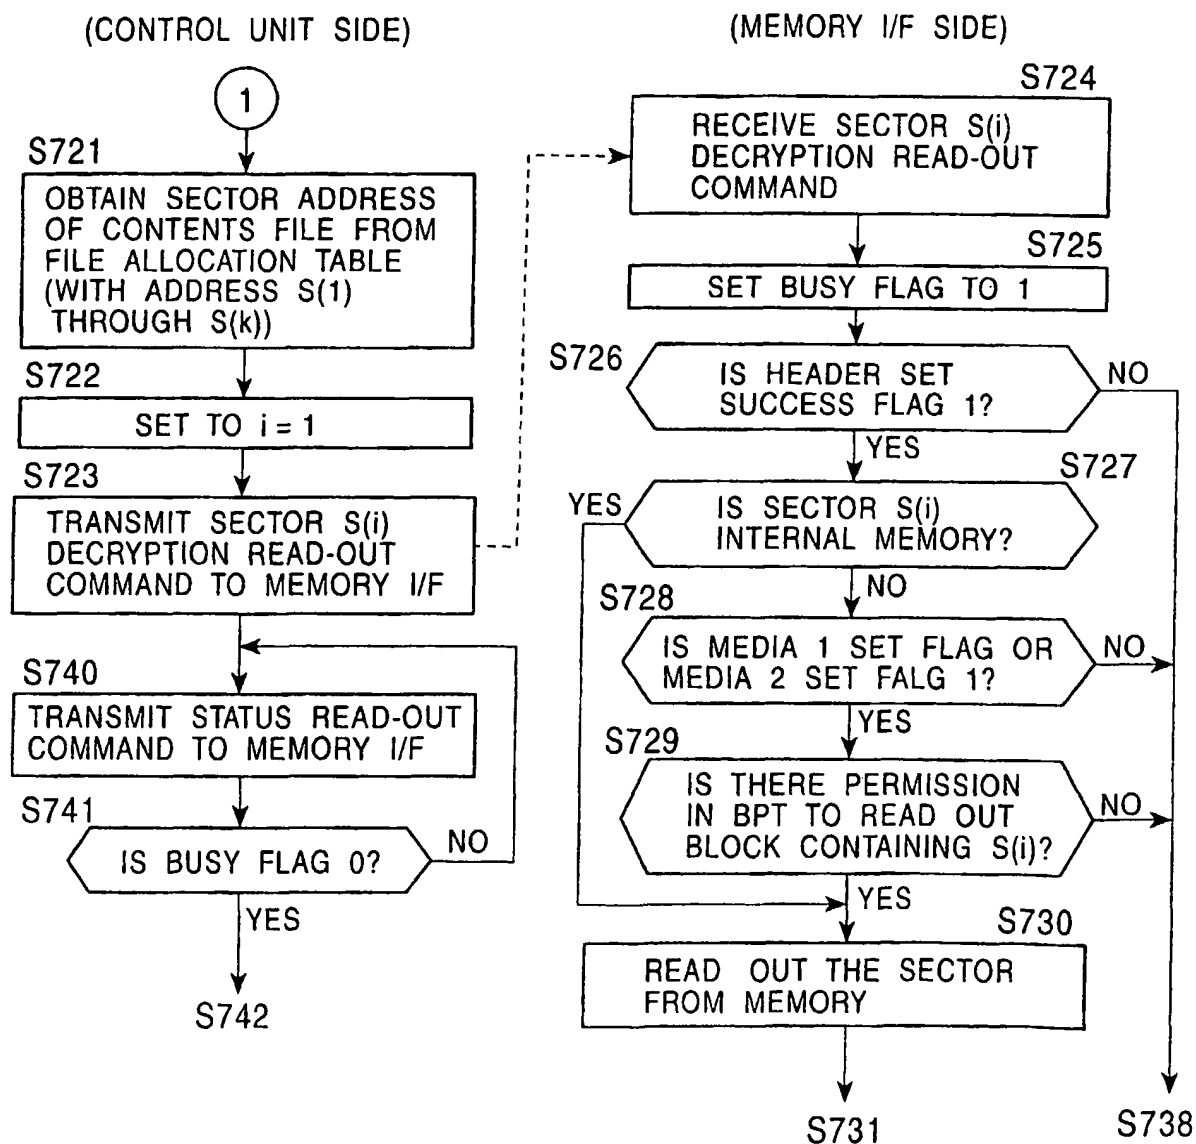 (CONTROL UNIT SIDE)
1
S721
OBTAIN SECTOR ADDRESS
OF CONTENTS FILE FROM
FILE ALLOCATION TABLE
(WITH ADDRESS S(1)
THROUGH S(k))
S722
SET TO i = 1
S723
TRANSMIT SECTOR S(i)
DECRYPTION READ-OUT
COMMAND TO MEMORY I/F
S740
TRANSMIT STATUS READ-OUT
COMMAND TO MEMORY I/F
S741
IS BUSY FLAG 0?
NO
YES
S742
(MEMORY I/F SIDE)
S724
RECEIVE SECTOR S(i)
DECRYPTION READ-OUT
COMMAND
S725
SET BUSY FLAG TO 1
S726
IS HEADER SET
SUCCESS FLAG 1?
NO
YES
S727
YES
IS SECTOR S(i)
INTERNAL MEMORY?
NO
S728
IS MEDIA 1 SET FLAG OR
MEDIA 2 SET FALG 1?
NO
YES
S729
IS THERE PERMISSION
IN BPT TO READ OUT
BLOCK CONTAINING S(i)?
NO
YES
S730
READ OUT THE SECTOR
FROM MEMORY
S731
S738